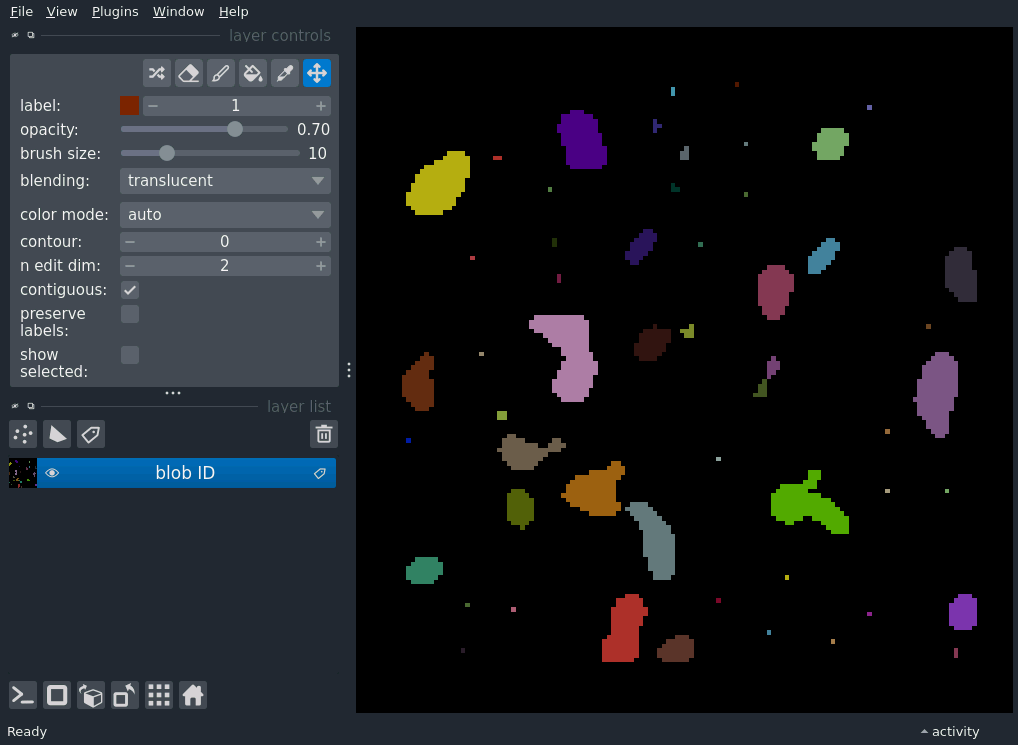 File View Plugins Window Help
layer controls
label: 1
opacity: 0.70
brush size: 10
blending: translucent
color mode: auto
contour: 0
n edit dim: 2
contiguous:
preserve
labels:
show
selected:
layer list
blob ID
Ready
activity